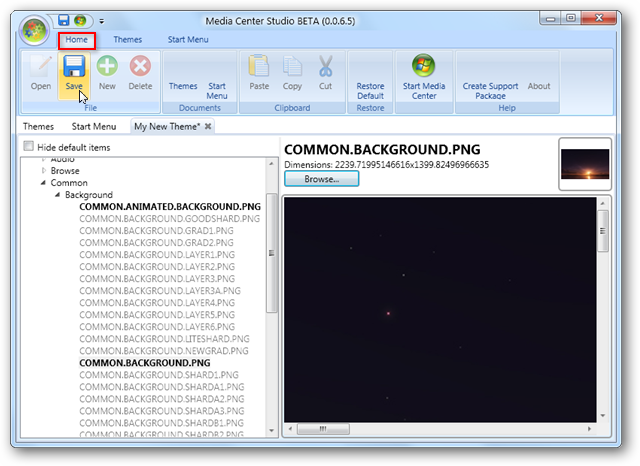 Media Center Studio BETA (0.0.6.5)
Home Themes Start Menu
Open Save New Delete Themes Start Menu Paste Copy Cut Restore Default Start Media Center Create Support Package About
File Documents Clipboard Restore Help
Themes Start Menu My New Theme*
Hide default items
Audio
Browse
Common
Background
COMMON.ANIMATED.BACKGROUND.PNG
COMMON.BACKGROUND.GOODSHARD.PNG
COMMON.BACKGROUND.GRAD1.PNG
COMMON.BACKGROUND.GRAD2.PNG
COMMON.BACKGROUND.LAYER1.PNG
COMMON.BACKGROUND.LAYER2.PNG
COMMON.BACKGROUND.LAYER3.PNG
COMMON.BACKGROUND.LAYER3A.PNG
COMMON.BACKGROUND.LAYER4.PNG
COMMON.BACKGROUND.LAYER5.PNG
COMMON.BACKGROUND.LAYER6.PNG
COMMON.BACKGROUND.LITESHARD.PNG
COMMON.BACKGROUND.NEWGRAD.PNG
COMMON.BACKGROUND.PNG
COMMON.BACKGROUND.SHARD1.PNG
COMMON.BACKGROUND.SHARDA1.PNG
COMMON.BACKGROUND.SHARDA2.PNG
COMMON.BACKGROUND.SHARDA3.PNG
COMMON.BACKGROUND.SHARDB1.PNG
COMMON.BACKGROUND.SHARDB2.PNG
COMMON.BACKGROUND.PNG
Dimensions: 2239.71995146616x1399.82496966635
Browse...